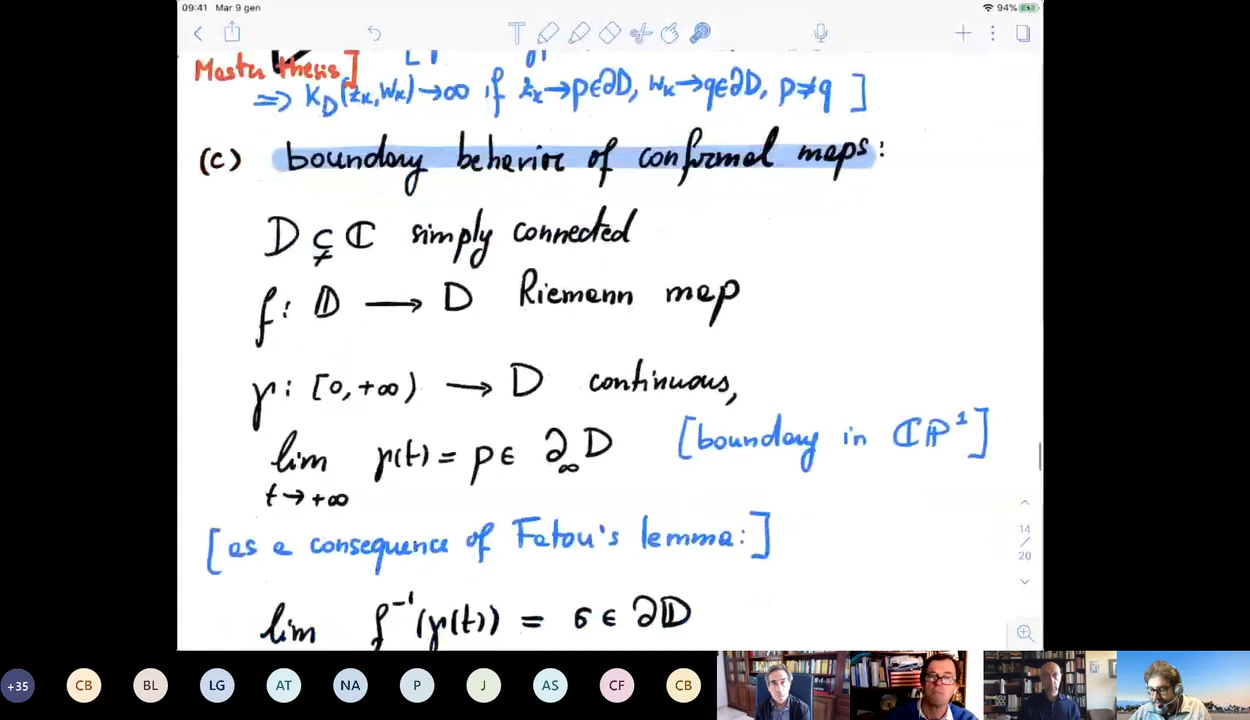 09:41 Mar 9 gen 94%
Master thesis]
=> K_D(z_k, w_k) → ∞ if z_k → p ∈ ∂D, w_k → q ∈ ∂D, p ≠ q ]
(c) boundary behavior of conformal maps:
D ⊊ ℂ simply connected
f: 𝔻 ⟶ D Riemann map
γ: [0, +∞) ⟶ D continuous,
lim γ(t) = p ∈ ∂_∞ D [boundary in ℂℙ¹]
t → +∞
[as a consequence of Fatou's lemma:]
lim f⁻¹(γ(t)) = σ ∈ ∂𝔻
14
/
20
+35 CB BL LG AT NA P J AS CF CB